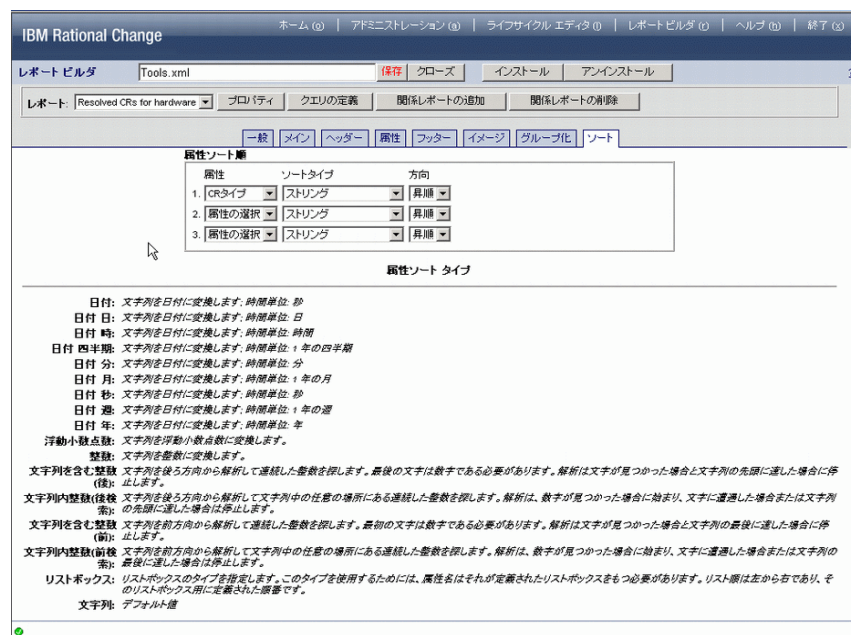 IBM Rational Change
ホーム (o) | アドミニストレーション (a) | ライフサイクル エディタ (l) | レポートビルダ (r) | ヘルプ (h) | 終了 (x)
レポートビルダ Tools.xml 保存 クローズ インストール アンインストール
レポート: Resolved CRs for hardware プロパティ クエリの定義 関係レポートの追加 関係レポートの削除
一般 メイン ヘッダー 属性 フッター イメージ グループ化 ソート
属性ソート順
属性 ソートタイプ 方向
1. CRタイプ ストリング 昇順
2. 属性の選択 ストリング 昇順
3. 属性の選択 ストリング 昇順
属性ソート タイプ
日付: 文字列を日付に変換します; 時間単位: 秒
日付 日: 文字列を日付に変換します; 時間単位: 日
日付 時: 文字列を日付に変換します; 時間単位: 時間
日付 四半期: 文字列を日付に変換します; 時間単位: 1 年の四半期
日付 分: 文字列を日付に変換します; 時間単位: 分
日付 月: 文字列を日付に変換します; 時間単位: 1 年の月
日付 秒: 文字列を日付に変換します; 時間単位: 秒
日付 週: 文字列を日付に変換します; 時間単位: 1 年の週
日付 年: 文字列を日付に変換します; 時間単位: 年
浮動小数点数: 文字列を浮動小数点数に変換します。
整数: 文字列を整数に変換します。
文字列を含む整数 文字列を後ろ方向から解析して連続した整数を探します。最後の文字は数字である必要があります。解析は文字が見つかった場合と文字列の先頭に達した場合に停
(後): 止します。
文字列内整数(後検 文字列を後ろ方向から解析して文字列中の任意の場所にある連続した整数を探します。解析は、数字が見つかった場合に始まり、文字に遭遇した場合または文字列
索): の先頭に達した場合は停止します。
文字列を含む整数 文字列を前方向から解析して連続した整数を探します。最初の文字は数字である必要があります。解析は文字が見つかった場合と文字列の最後に達した場合に停
(前): 止します。
文字列内整数(前検 文字列を前方向から解析して文字列中の任意の場所にある連続した整数を探します。解析は、数字が見つかった場合に始まり、文字に遭遇した場合または文字列の
索): 最後に達した場合は停止します。
リストボックス: リストボックスのタイプを指定します。このタイプを使用するためには、属性名はそれが定義されたリストボックスをもつ必要があります。リスト順は左から右であり、そ
のリストボックス用に定義された順番です。
文字列: デフォルト値